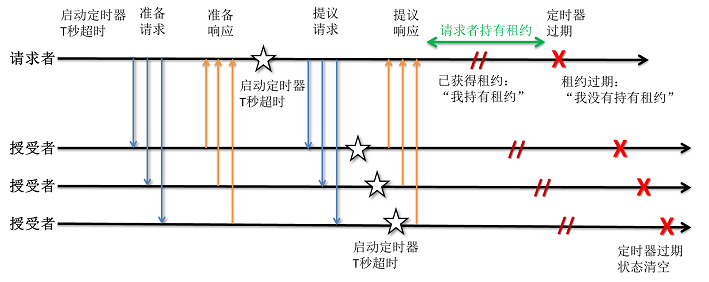 启动定时器
T秒超时
准备
请求
准备
响应
提议
请求
提议
响应
请求者持有租约
定时器
过期
请求者
启动定时器
T秒超时
已获得租约：
“我持有租约”
租约过期：
“我没有持有租约”
授受者
授受者
授受者
启动定时器
T秒超时
定时器过期
状态清空